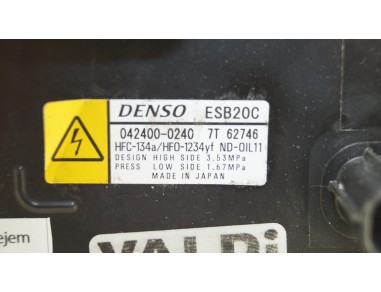 DENSO ESB20C
042400-0240 7T 62746
HFC-134a/HFO-1234yf ND-OIL11
DESIGN HIGH SIDE 3.53MPa
PRESS LOW SIDE 1.67MPa
MADE IN JAPAN
ejem